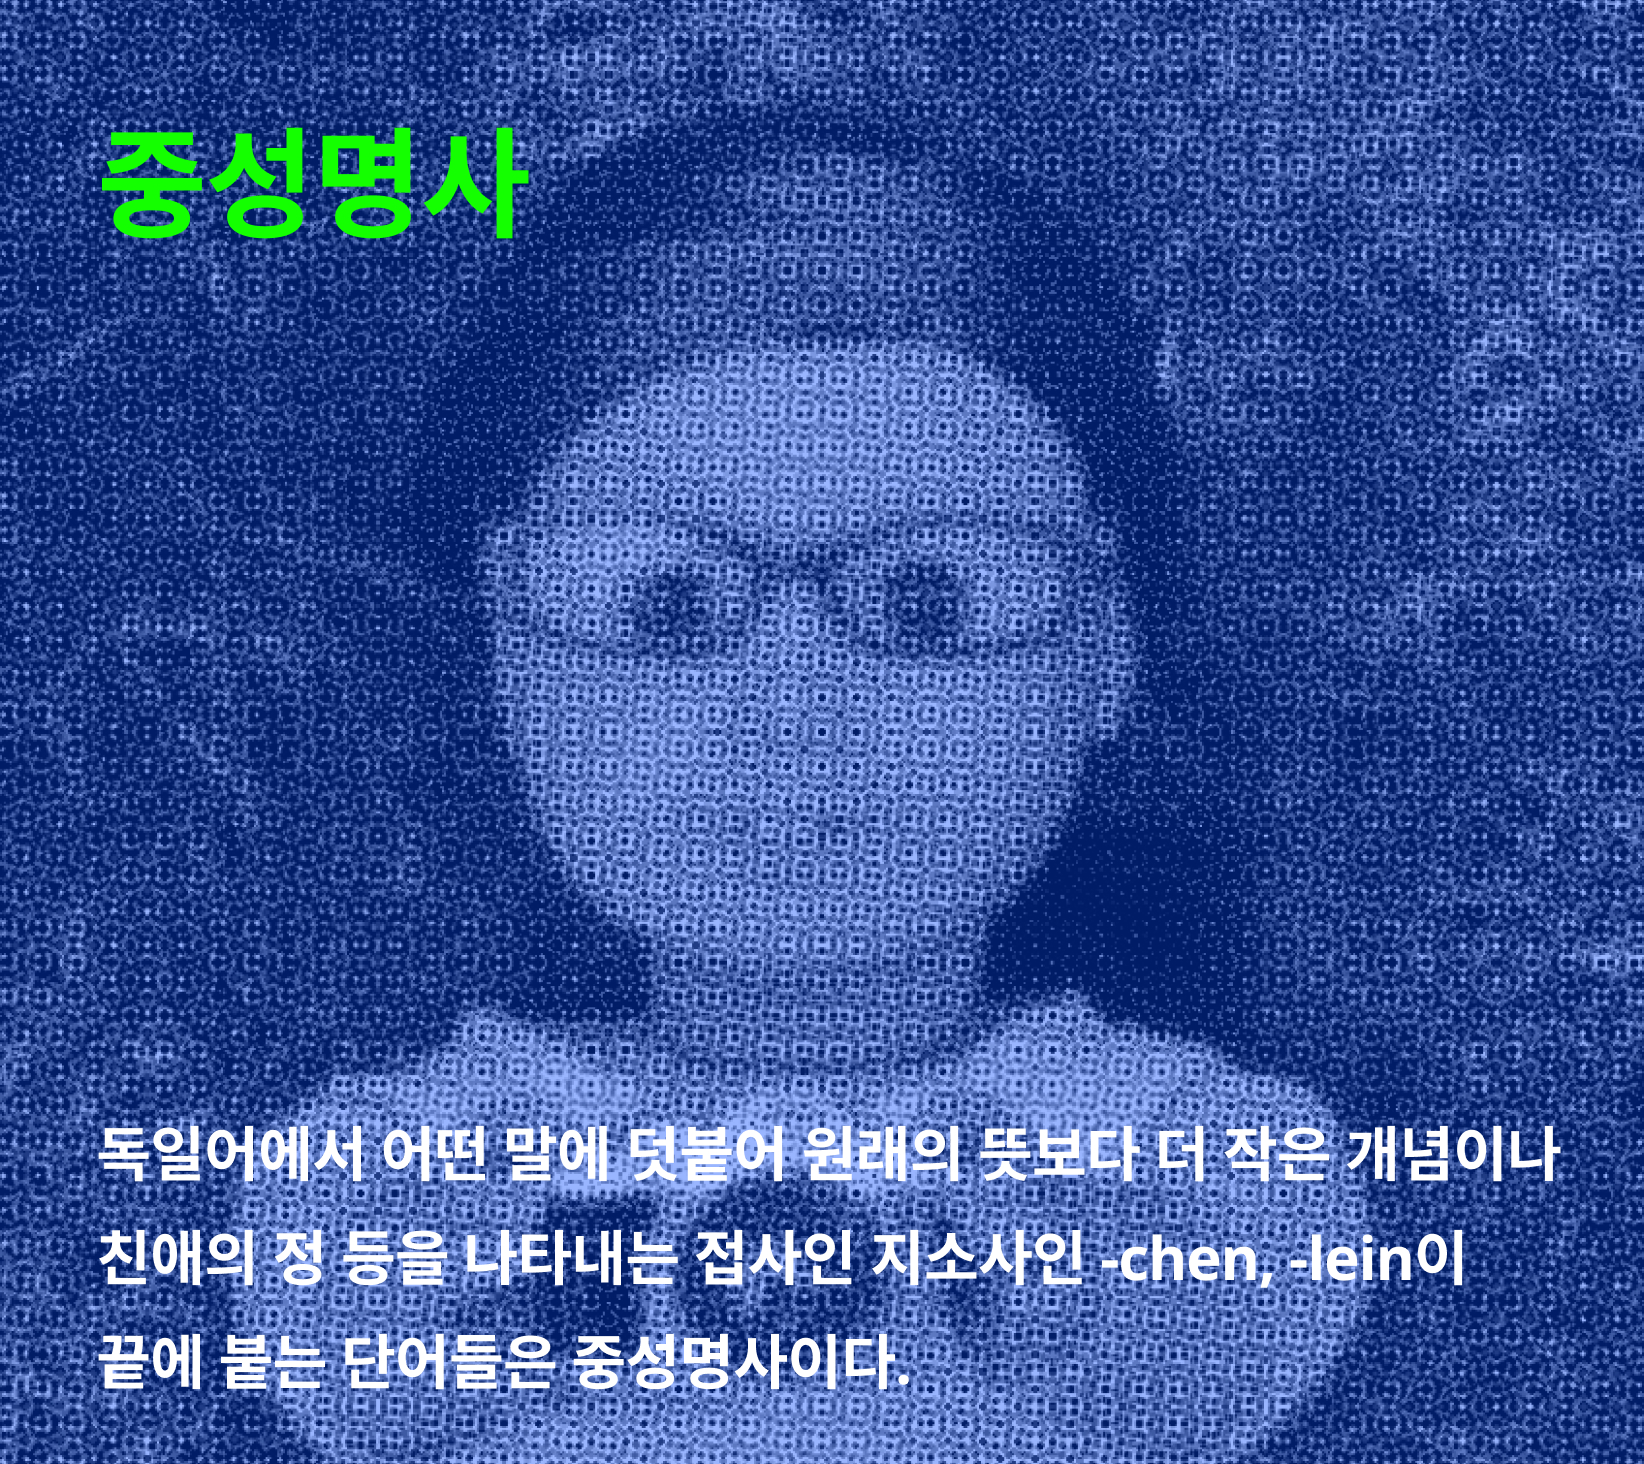 중성명사
독일어에서 어떤 말에 덧붙어 원래의 뜻보다 더 작은 개념이나
친애의 정 등을 나타내는 접사인 지소사인 -chen, -lein이
끝에 붙는 단어들은 중성명사이다.